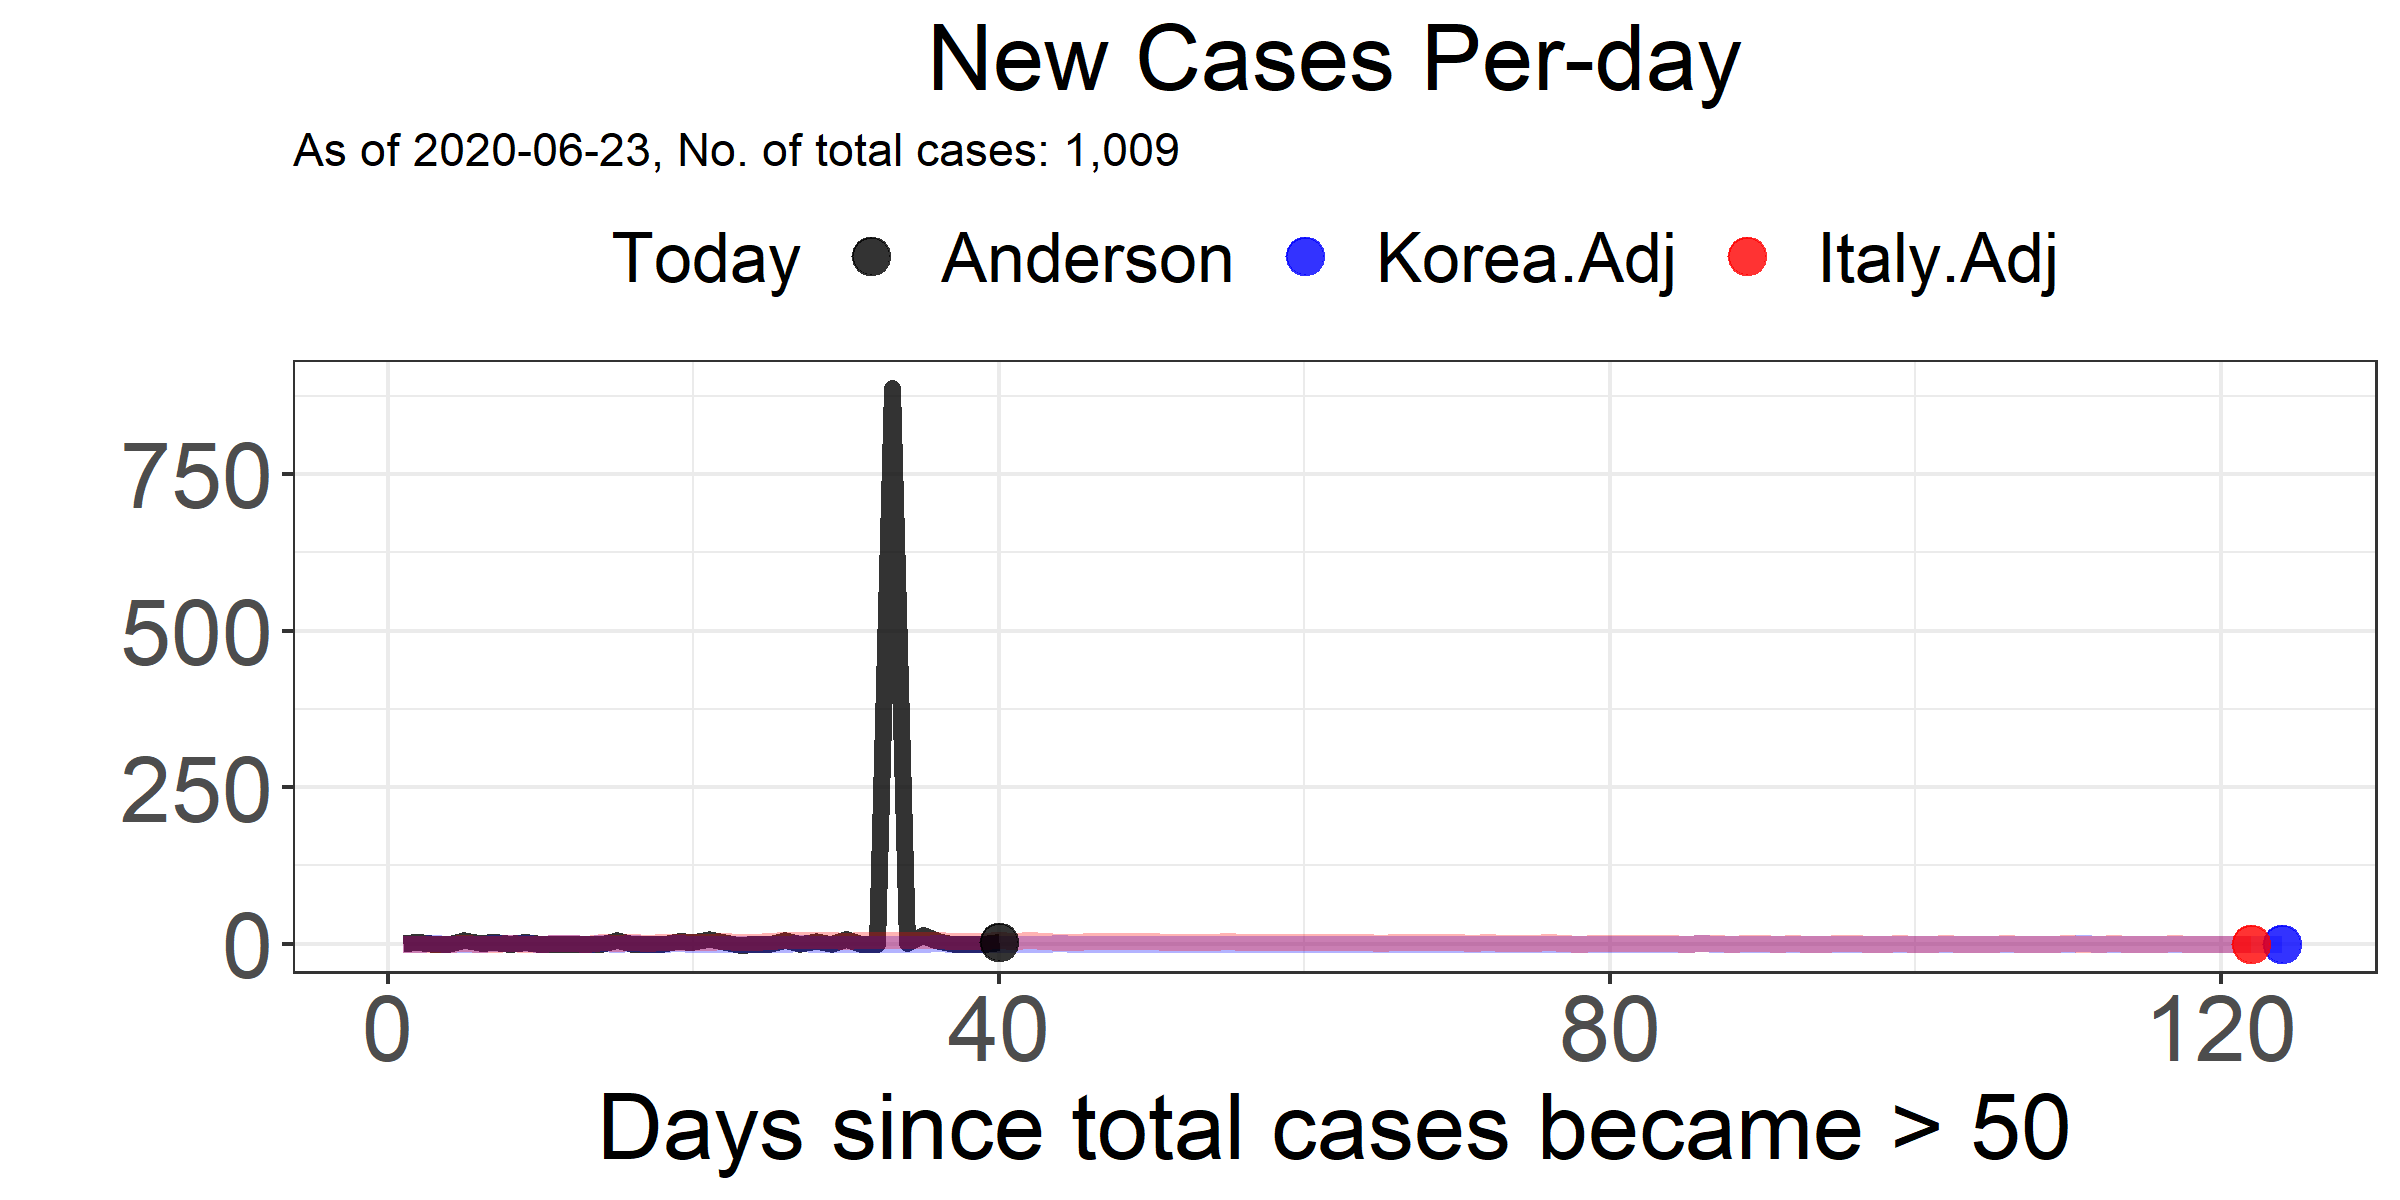 New Cases Per-day
As of 2020-06-23, No. of total cases: 1,009
Today Anderson Korea.Adj Italy.Adj
750
500
250
0
0 40 80 120
Days since total cases became > 50